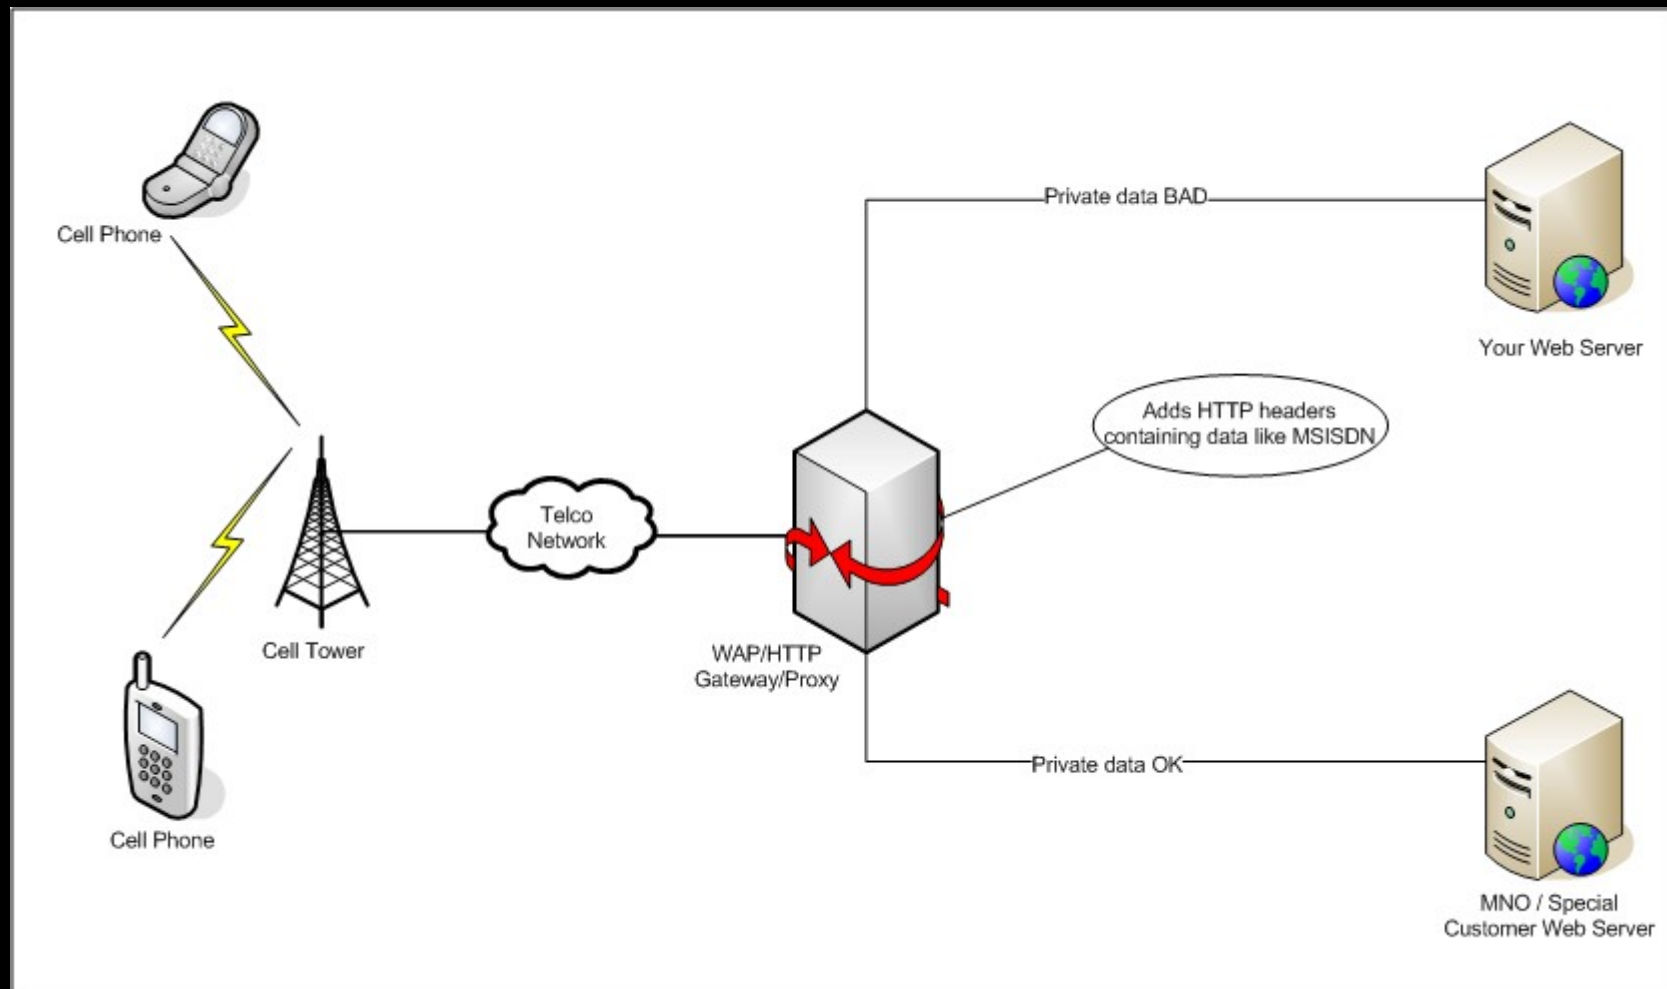 Cell Phone
Private data BAD
Your Web Server
Adds HTTP headers
containing data like MSISDN
Telco
Network
Cell Tower
WAP/HTTP
Gateway/Proxy
Private data OK
Cell Phone
MNO / Special
Customer Web Server